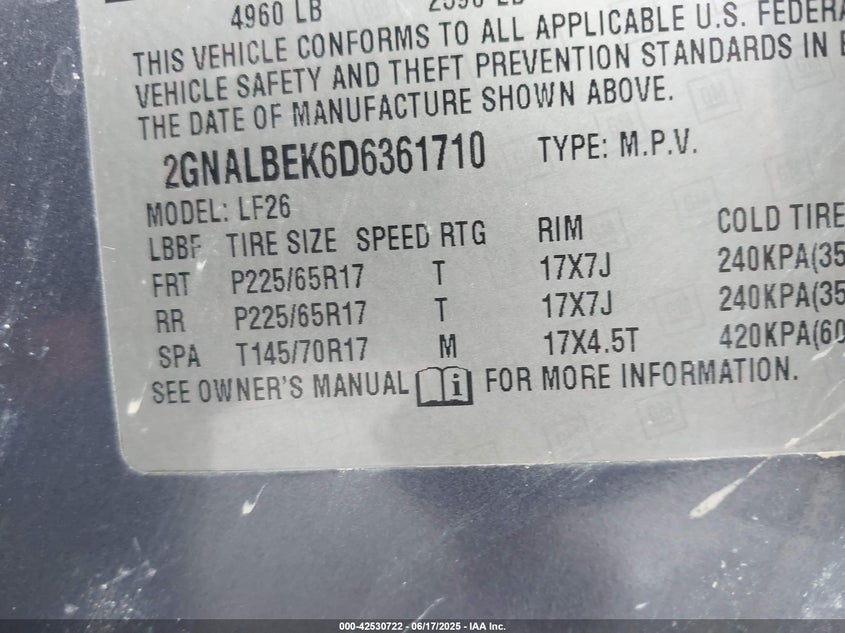 4960 LB
THIS VEHICLE CONFORMS TO ALL APPLICABLE U.S. FEDERA
VEHICLE SAFETY AND THEFT PREVENTION STANDARDS IN
THE DATE OF MANUFACTURE SHOWN ABOVE.
2GNALBEK6D6361710 TYPE: M.P.V.
MODEL: LF26
LBBF TIRE SIZE SPEED RTG RIM COLD TIRE
FRT P225/65R17 T 17X7J 240KPA(35
RR P225/65R17 T 17X7J 240KPA(35
SPA T145/70R17 M 17X4.5T 420KPA(60
SEE OWNER'S MANUAL i FOR MORE INFORMATION.
000-42530722 - 06/17/2025 - IAA Inc.